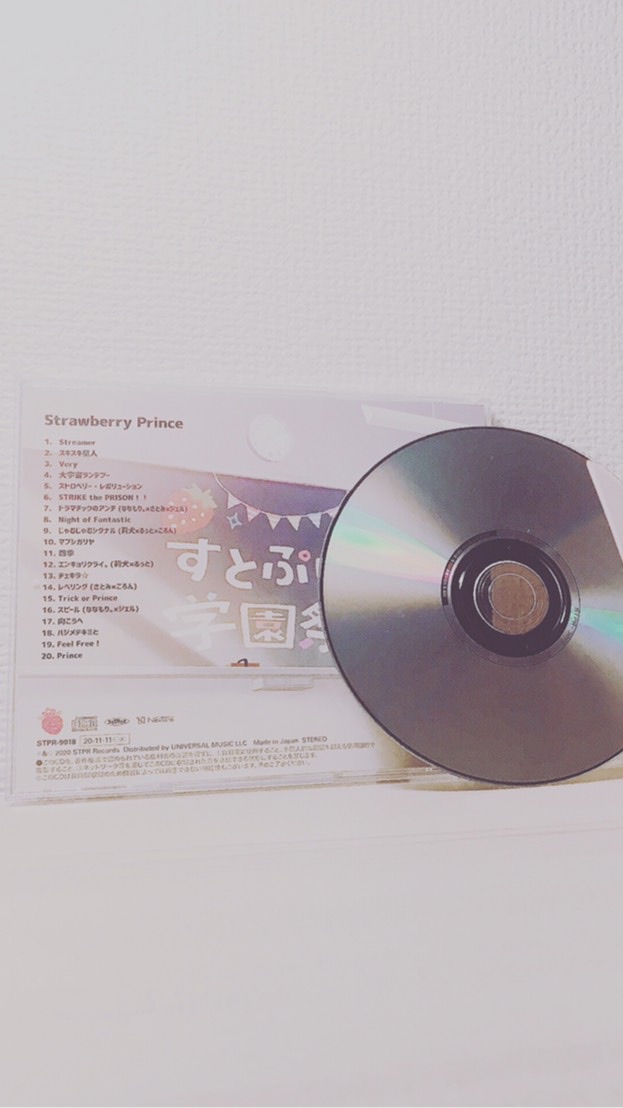 Strawberry Prince
1. Streamer
2. スキスキ星人
3. Very
4. 大宇宙ランデブー
5. ストロベリー・レボリューション
6. STRIKE the PRISON！！
7. ドラマチックのアンテ (ななもり。×さとみ×ジェル)
8. Night of Fantastic
9. じゃむじゃむシグナル (莉犬×るぅと×ころん)
10. マブシガリヤ
11. 四季
12. エンキョリクライ。(莉犬×るぅと)
13. チェキラ☆
14. レベリング (さとみ×ころん)
15. Trick or Prince
16. スピール (ななもり。×ジェル)
17. 向こうへ
18. ハジメテキミと
19. Feel Free！
20. Prince
すとぷり
学園祭
STPR-9018 20-11-11
2020 STPR Records. Distributed by UNIVERSAL MUSIC LLC Made in Japan STEREO